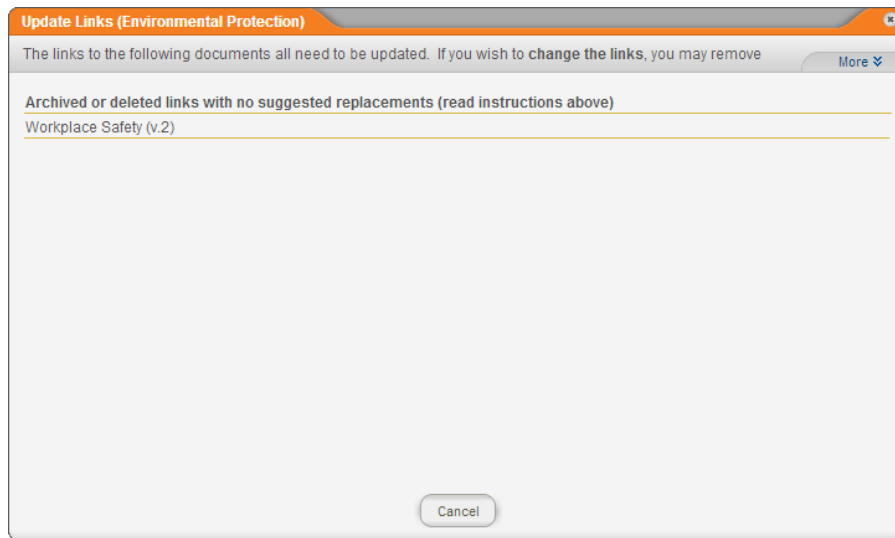 Update Links (Environmental Protection)
The links to the following documents all need to be updated. If you wish to change the links, you may remove
More
Archived or deleted links with no suggested replacements (read instructions above)
Workplace Safety (v.2)
Cancel